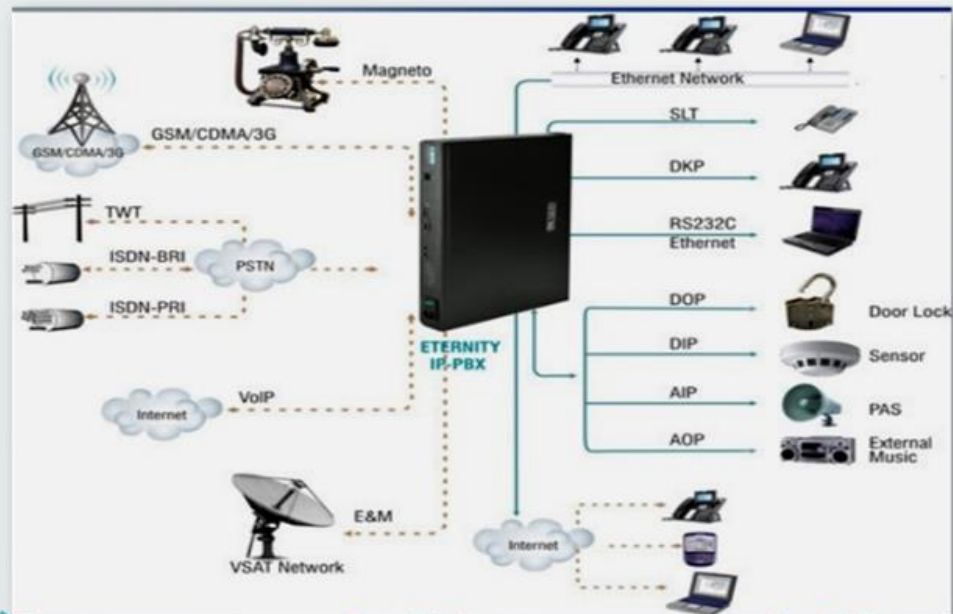 Magneto
Ethernet Network
GSM/CDMA/3G
GSM/CDMA/3G
SLT
DKP
TWT
RS232C
Ethernet
ISDN-BRI
PSTN
ISDN-PRI
DOP
Door Lock
ETERNITY
IP-PBX
DIP
Sensor
VoIP
Internet
AIP
PAS
AOP
External
Music
E&M
VSAT Network
Internet